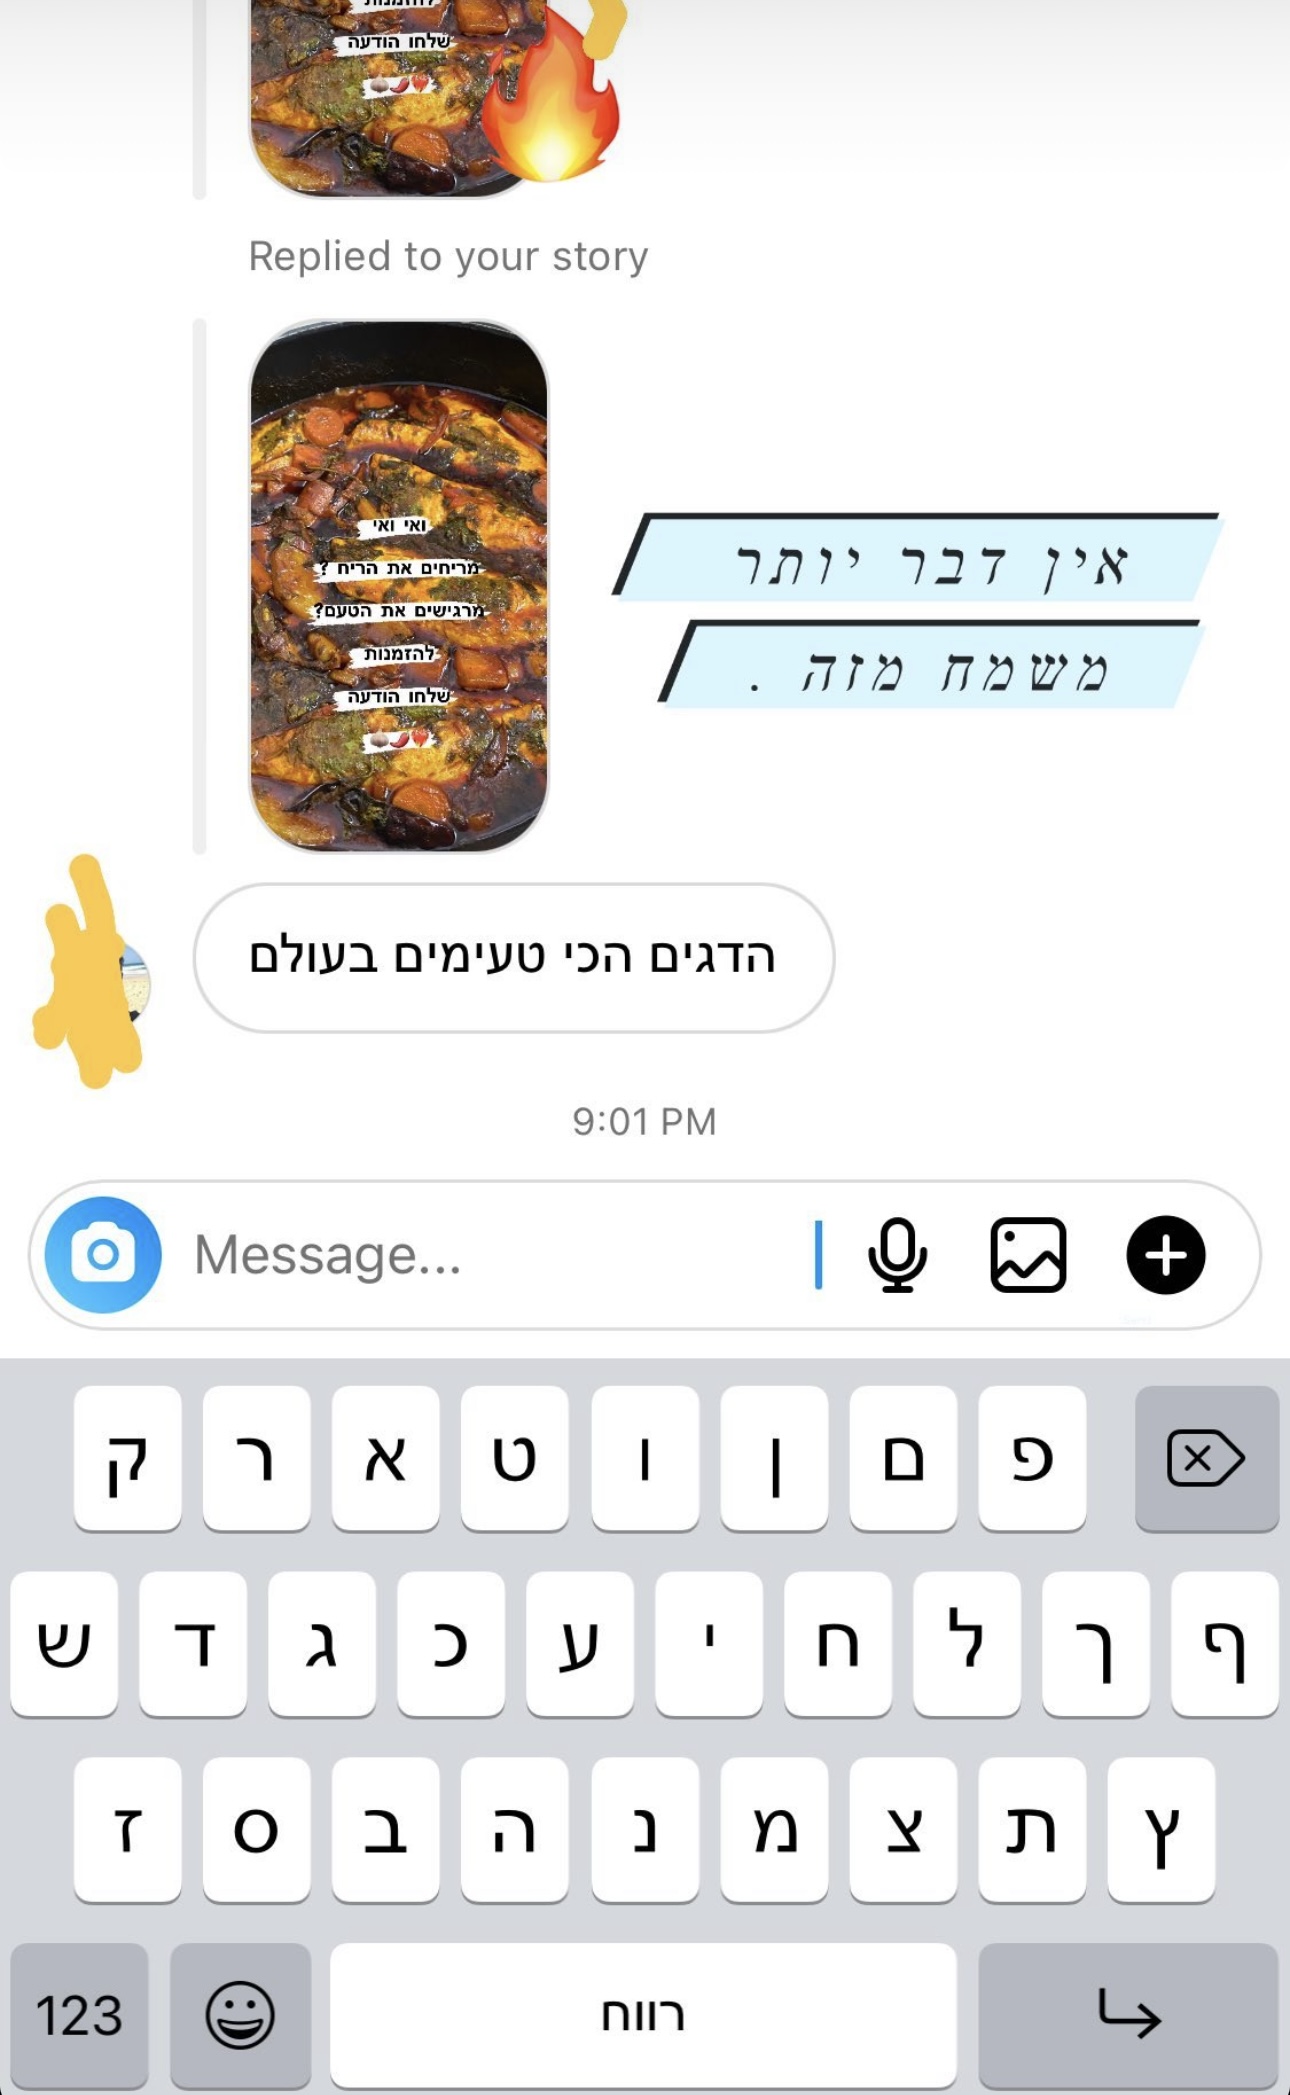 להזמנות
שלחו הודעה
Replied to your story
ואי ואי
מריחים את הריח ?
מרגישים את הטעם?
להזמנות
שלחו הודעה
אין דבר יותר
משמח מזה .
הדגים הכי טעימים בעולם
9:01 PM
Message...
ק ר א ט ו ן ם פ
ש ד ג כ ע י ח ל ך ף
ז ס ב ה נ מ צ ת ץ
123 רווח